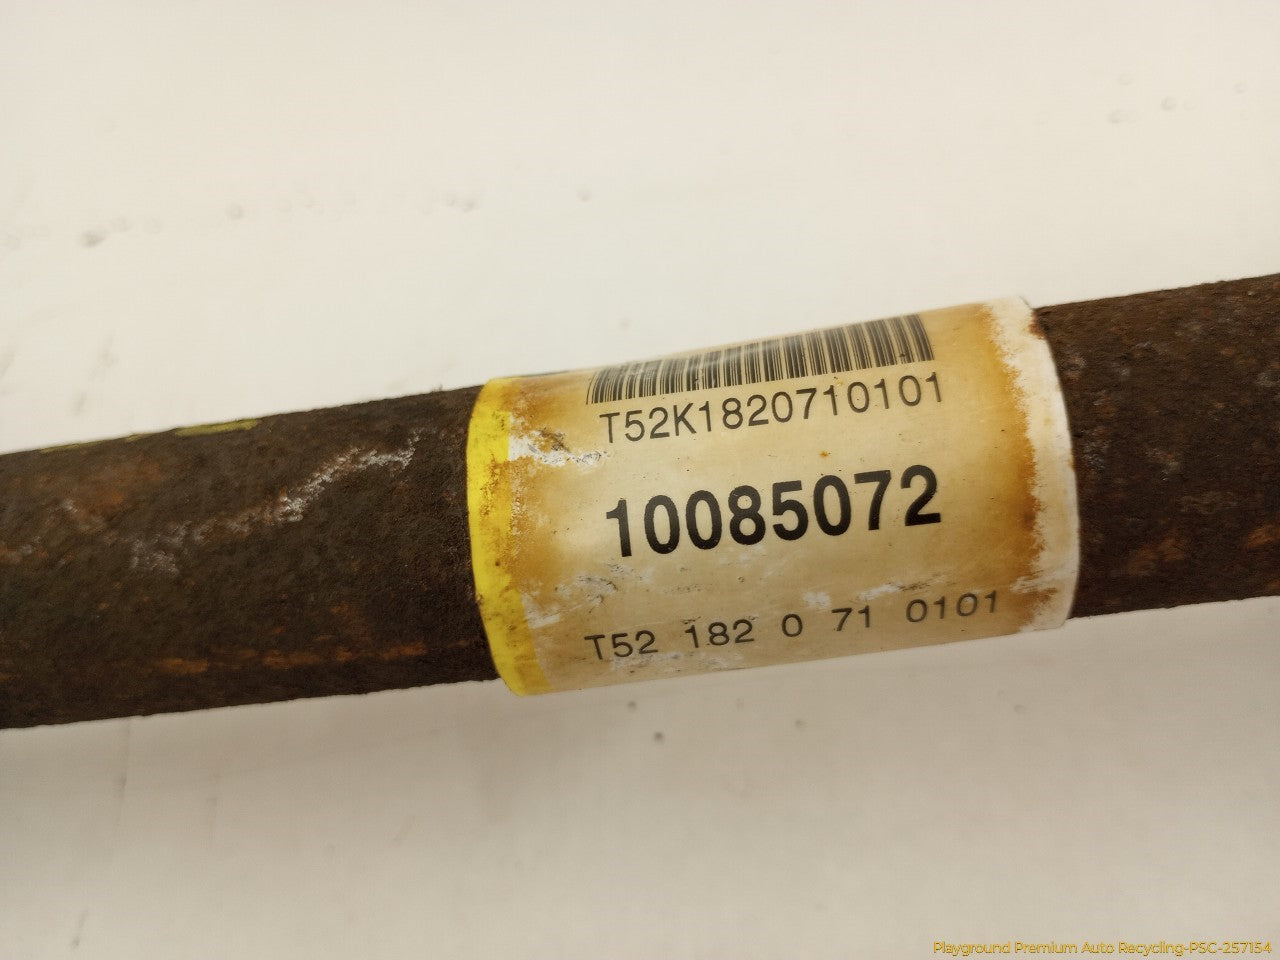 T52K1820710101
10085072
T52 182 0 71 0101
Playground Premium Auto Recycling-PSC-257154